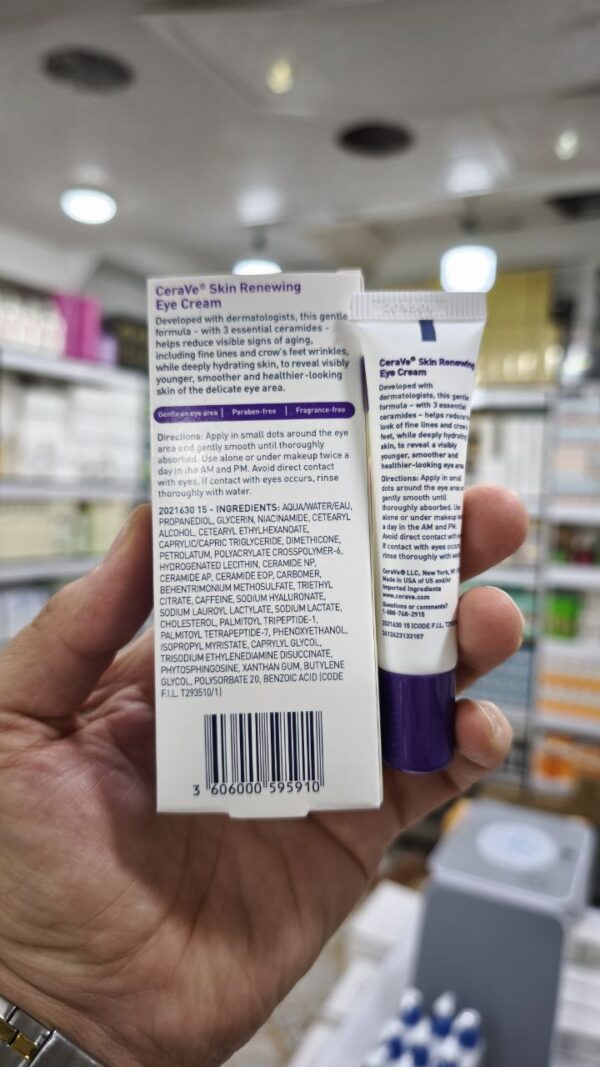 CeraVe® Skin Renewing
Eye Cream
Developed with dermatologists, this gentle
formula – with 3 essential ceramides –
helps reduce visible signs of aging,
including fine lines and crow's feet wrinkles,
while deeply hydrating skin, to reveal visibly
younger, smoother and healthier-looking
skin of the delicate eye area.
Gentle on eye area | Paraben-free | Fragrance-free
Directions: Apply in small dots around the eye
area and gently smooth until thoroughly
absorbed. Use alone or under makeup twice a
day in the AM and PM. Avoid direct contact
with eyes. If contact with eyes occurs, rinse
thoroughly with water.
2021630 15 - INGREDIENTS: AQUA/WATER/EAU,
PROPANEDIOL, GLYCERIN, NIACINAMIDE, CETEARYL
ALCOHOL, CETEARYL ETHYLHEXANOATE,
CAPRYLIC/CAPRIC TRIGLYCERIDE, DIMETHICONE,
PETROLATUM, POLYACRYLATE CROSSPOLYMER-6,
HYDROGENATED LECITHIN, CERAMIDE NP,
CERAMIDE AP, CERAMIDE EOP, CARBOMER,
BEHENTRIMONIUM METHOSULFATE, TRIETHYL
CITRATE, CAFFEINE, SODIUM HYALURONATE,
SODIUM LAUROYL LACTYLATE, SODIUM LACTATE,
CHOLESTEROL, PALMITOYL TRIPEPTIDE-1,
PALMITOYL TETRAPEPTIDE-7, PHENOXYETHANOL,
ISOPROPYL MYRISTATE, CAPRYLYL GLYCOL,
TRISODIUM ETHYLENEDIAMINE DISUCCINATE,
PHYTOSPHINGOSINE, XANTHAN GUM, BUTYLENE
GLYCOL, POLYSORBATE 20, BENZOIC ACID (CODE
F.I.L. T293510/1)
3 606000 595910
CeraVe® Skin Renewing
Eye Cream
Developed with
dermatologists, this gentle
formula – with 3 essential
ceramides – helps reduce
look of fine lines and crow's
feet, while deeply hydrating
skin, to reveal a visibly
younger, smoother and
healthier-looking eye area
Directions: Apply in small
dots around the eye area
gently smooth until
thoroughly absorbed. Use
alone or under makeup
day in the AM and PM.
Avoid direct contact with
if contact with eyes occurs
rinse thoroughly with
CeraVe® LLC, New York, NY
Made in USA of US and/or
imported ingredients
www.cerave.com
Questions or comments?
1-888-768-2915
2021630 15 (CODE F.I.L.
3612623133187